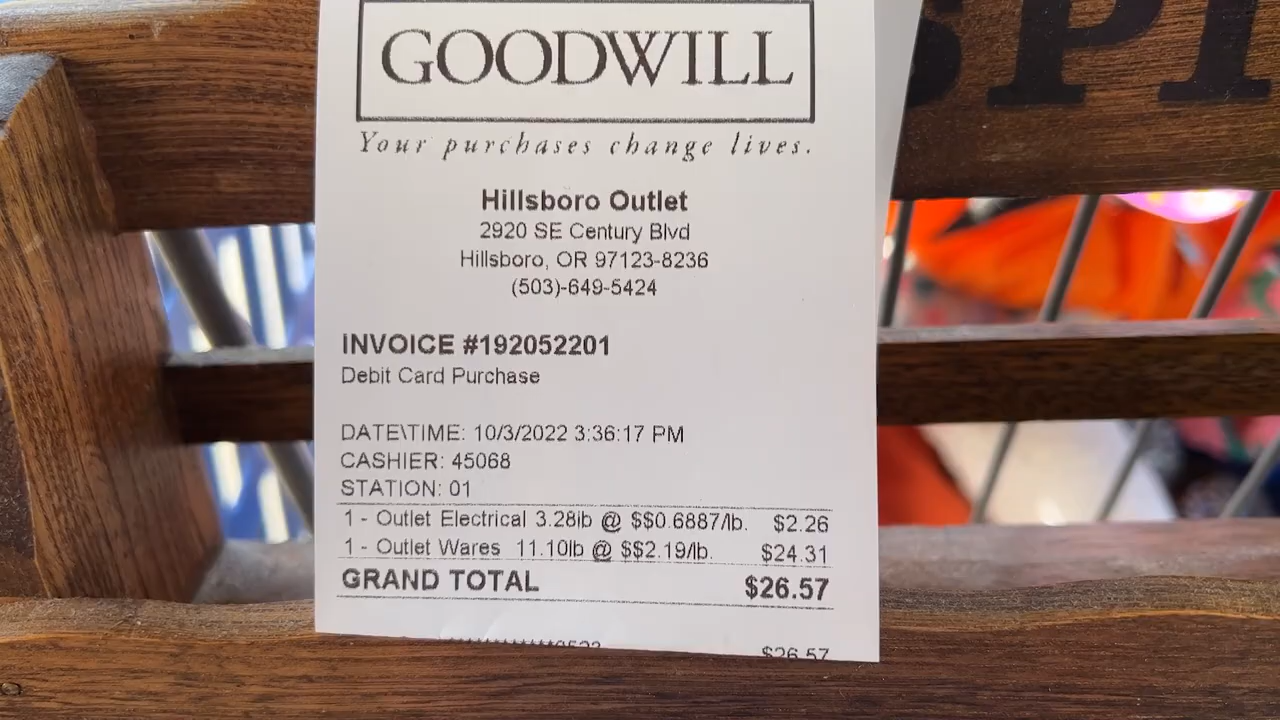 GOODWILL
Your purchases change lives.
Hillsboro Outlet
2920 SE Century Blvd
Hillsboro, OR 97123-8236
(503)-649-5424
INVOICE #192052201
Debit Card Purchase
DATE\TIME: 10/3/2022 3:36:17 PM
CASHIER: 45068
STATION: 01
1 - Outlet Electrical 3.28lb @ $$0.6887/lb. $2.26
1 - Outlet Wares 11.10lb @ $$2.19/lb. $24.31
GRAND TOTAL $26.57
$26.57